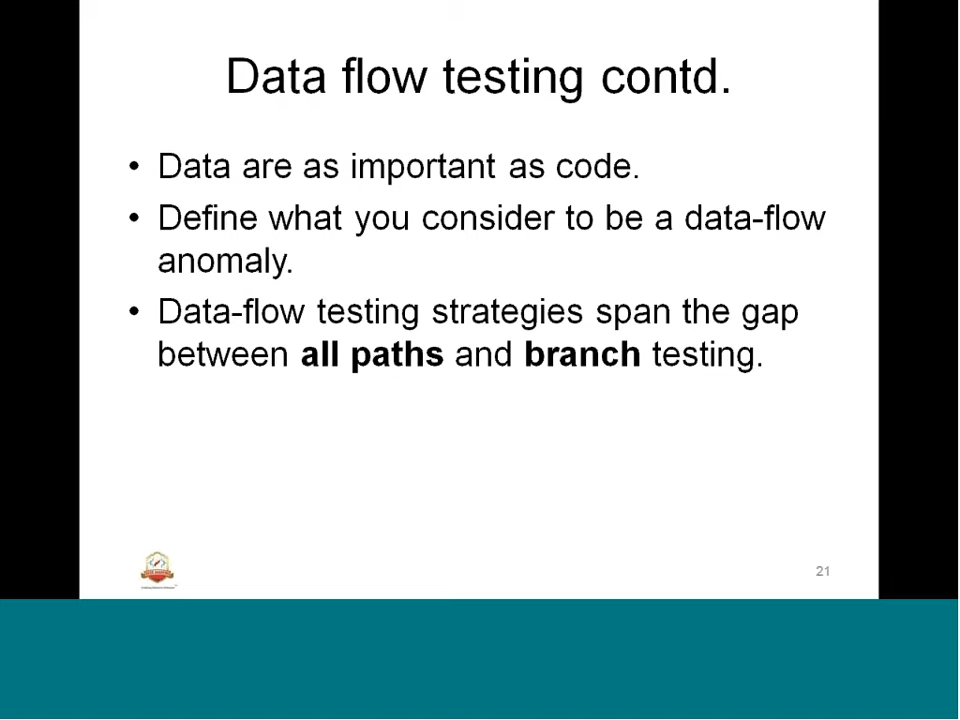 Data flow testing contd.
• Data are as important as code.
• Define what you consider to be a data-flow
anomaly.
• Data-flow testing strategies span the gap
between all paths and branch testing.
21